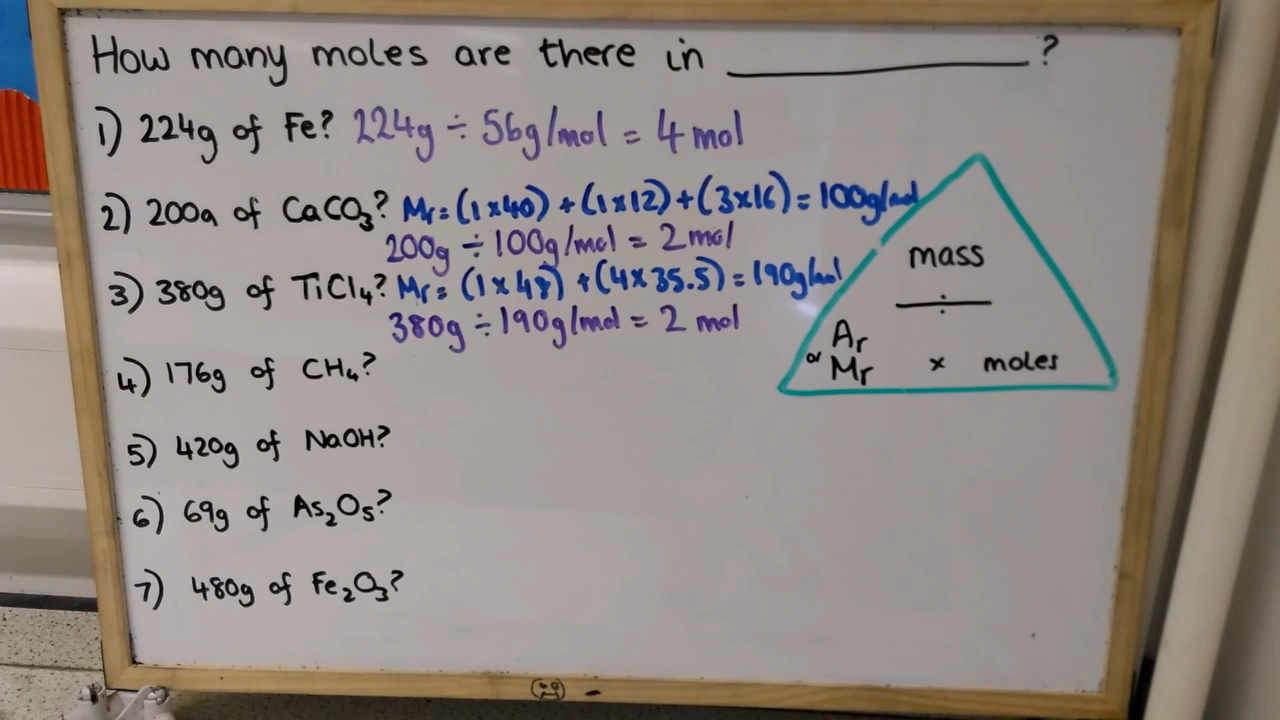 How many moles are there in ____________?
1) 224g of Fe? 224g ÷ 56g/mol = 4 mol
2) 200g of CaCO₃? Mr = (1x40) + (1x12) + (3x16) = 100g/mol
200g ÷ 100g/mol = 2 mol
3) 380g of TiCl₄? Mr = (1x48) + (4x35.5) = 190g/mol
380g ÷ 190g/mol = 2 mol
4) 176g of CH₄?
5) 420g of NaOH?
6) 69g of As₂O₅?
7) 480g of Fe₂O₃?
mass
÷
Ar
or Mr x moles